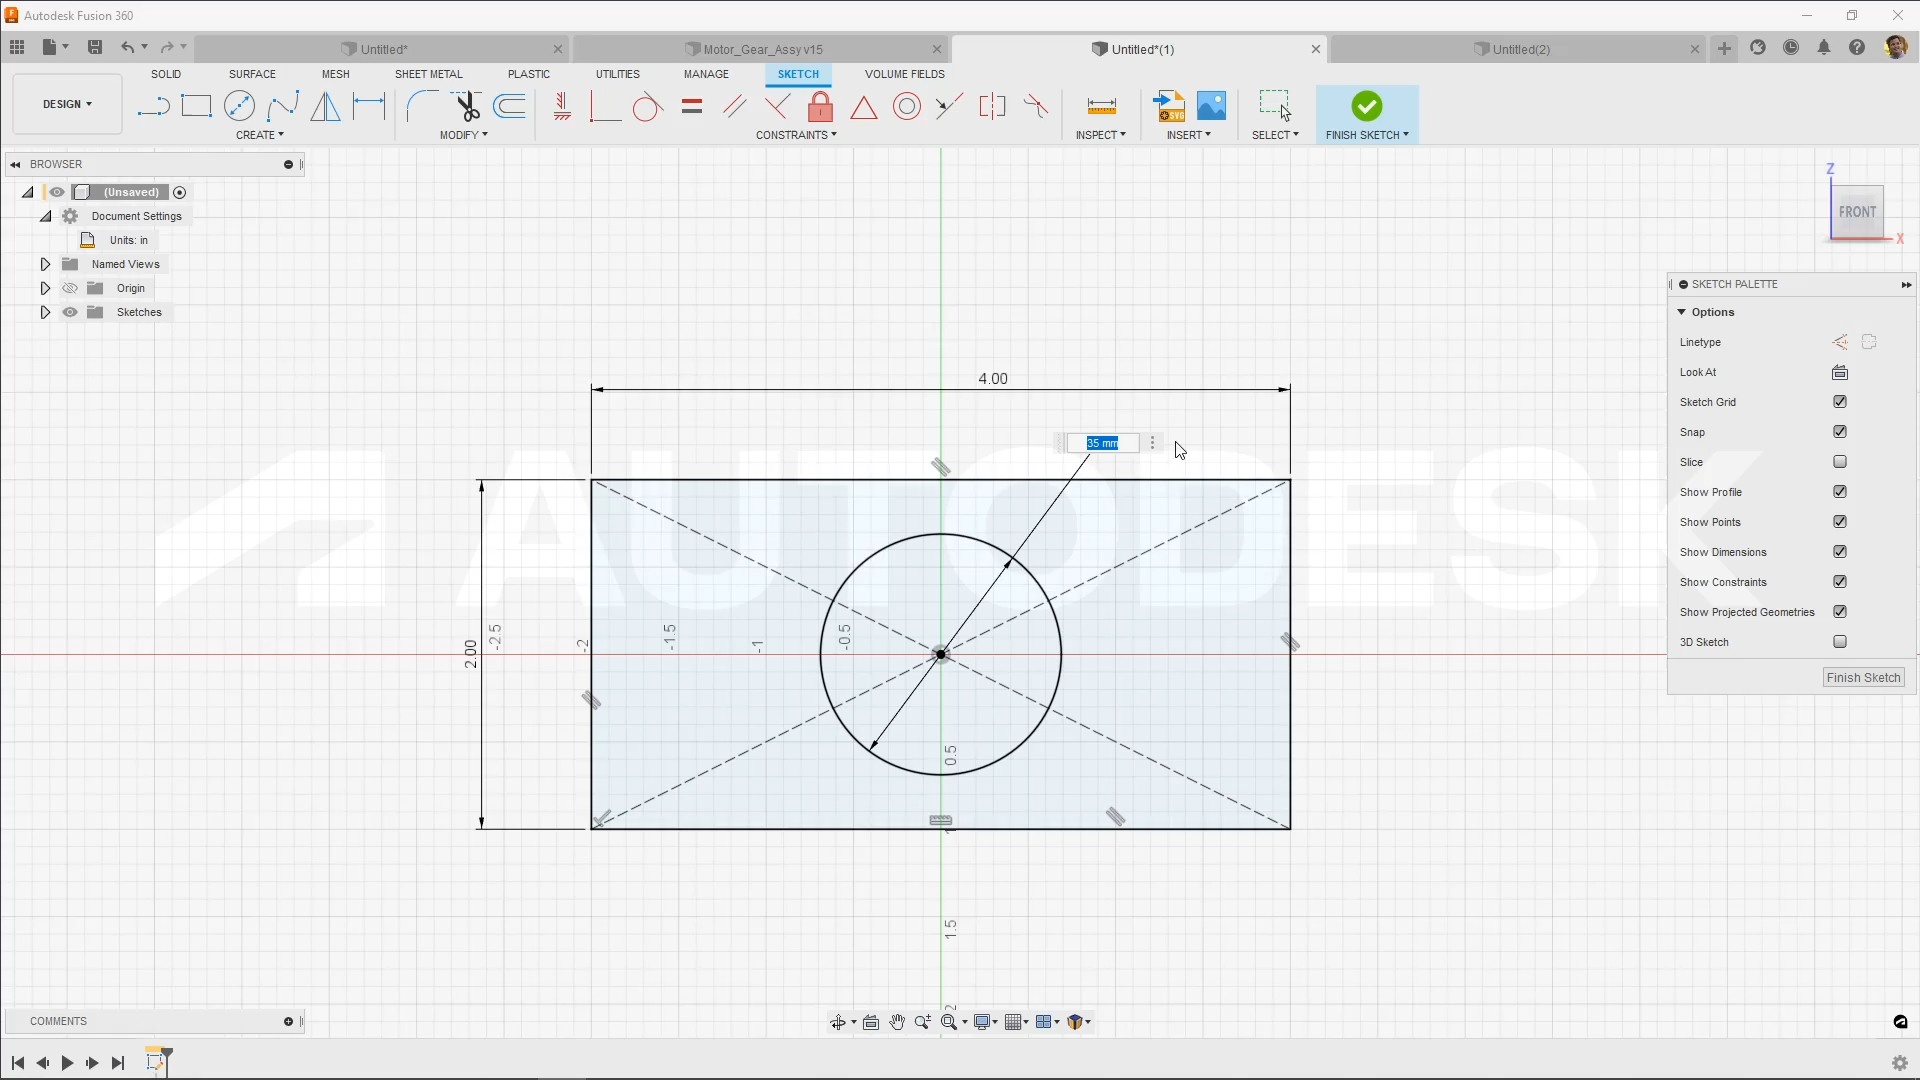 Autodesk Fusion 360
Untitled*
Motor_Gear_Assy v15
Untitled*(1)
Untitled(2)
DESIGN
SOLID
SURFACE
MESH
SHEET METAL
PLASTIC
UTILITIES
MANAGE
SKETCH
VOLUME FIELDS
CREATE
MODIFY
CONSTRAINTS
INSPECT
INSERT
SELECT
FINISH SKETCH
SVG
BROWSER
(Unsaved)
Document Settings
Units: in
Named Views
Origin
Sketches
Z
FRONT
X
SKETCH PALETTE
Options
Linetype
Look At
Sketch Grid
Snap
Slice
Show Profile
Show Points
Show Dimensions
Show Constraints
Show Projected Geometries
3D Sketch
Finish Sketch
4.00
35 mm
AUTODESK
2.00
-2.5
-2
-1.5
-1
-0.5
0.5
1
1.5
2
COMMENTS